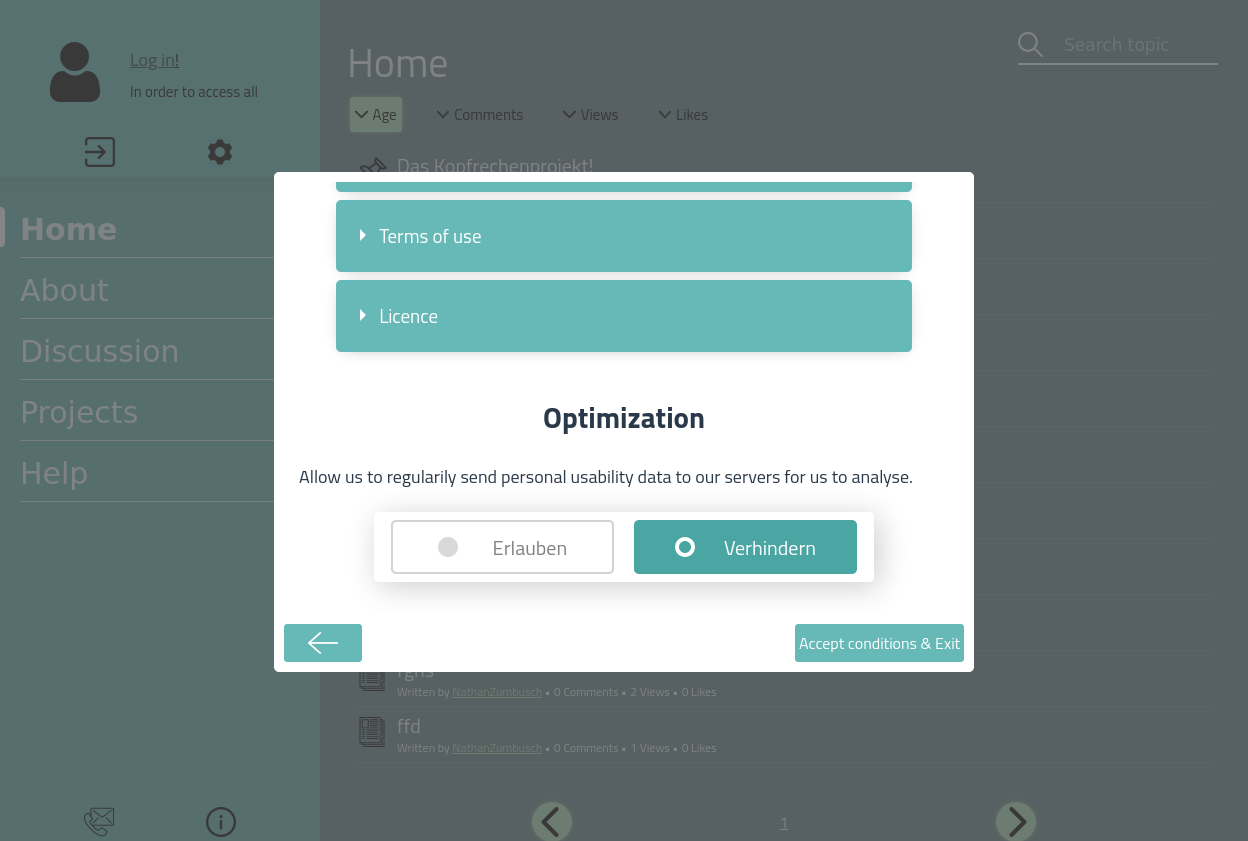 Log in!
In order to access all
Home
About
Discussion
Projects
Help
Home
Search topic
Age
Comments
Views
Likes
Das Kopfrechenprojekt!
Terms of use
Licence
Optimization
Allow us to regularily send personal usability data to our servers for us to analyse.
Erlauben
Verhindern
Accept conditions & Exit
Written by NathanZumbusch • 0 Comments • 2 Views • 0 Likes
ffd
Written by NathanZumbusch • 0 Comments • 1 Views • 0 Likes
1